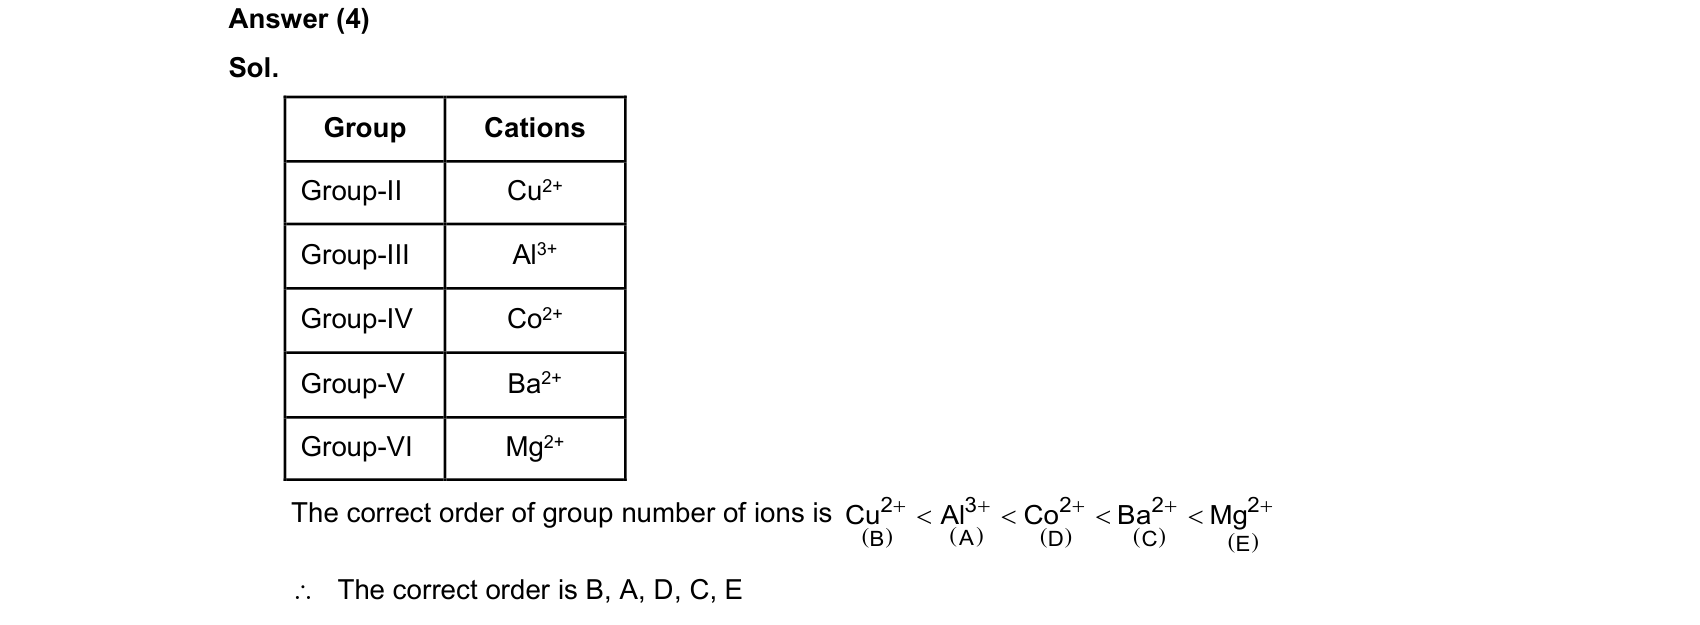 Answer (4)
Sol.
Group Cations
Group-II Cu²⁺
Group-III Al³⁺
Group-IV Co²⁺
Group-V Ba²⁺
Group-VI Mg²⁺
The correct order of group number of ions is Cu²⁺ < Al³⁺ < Co²⁺ < Ba²⁺ < Mg²⁺
(B) (A) (D) (C) (E)
∴ The correct order is B, A, D, C, E